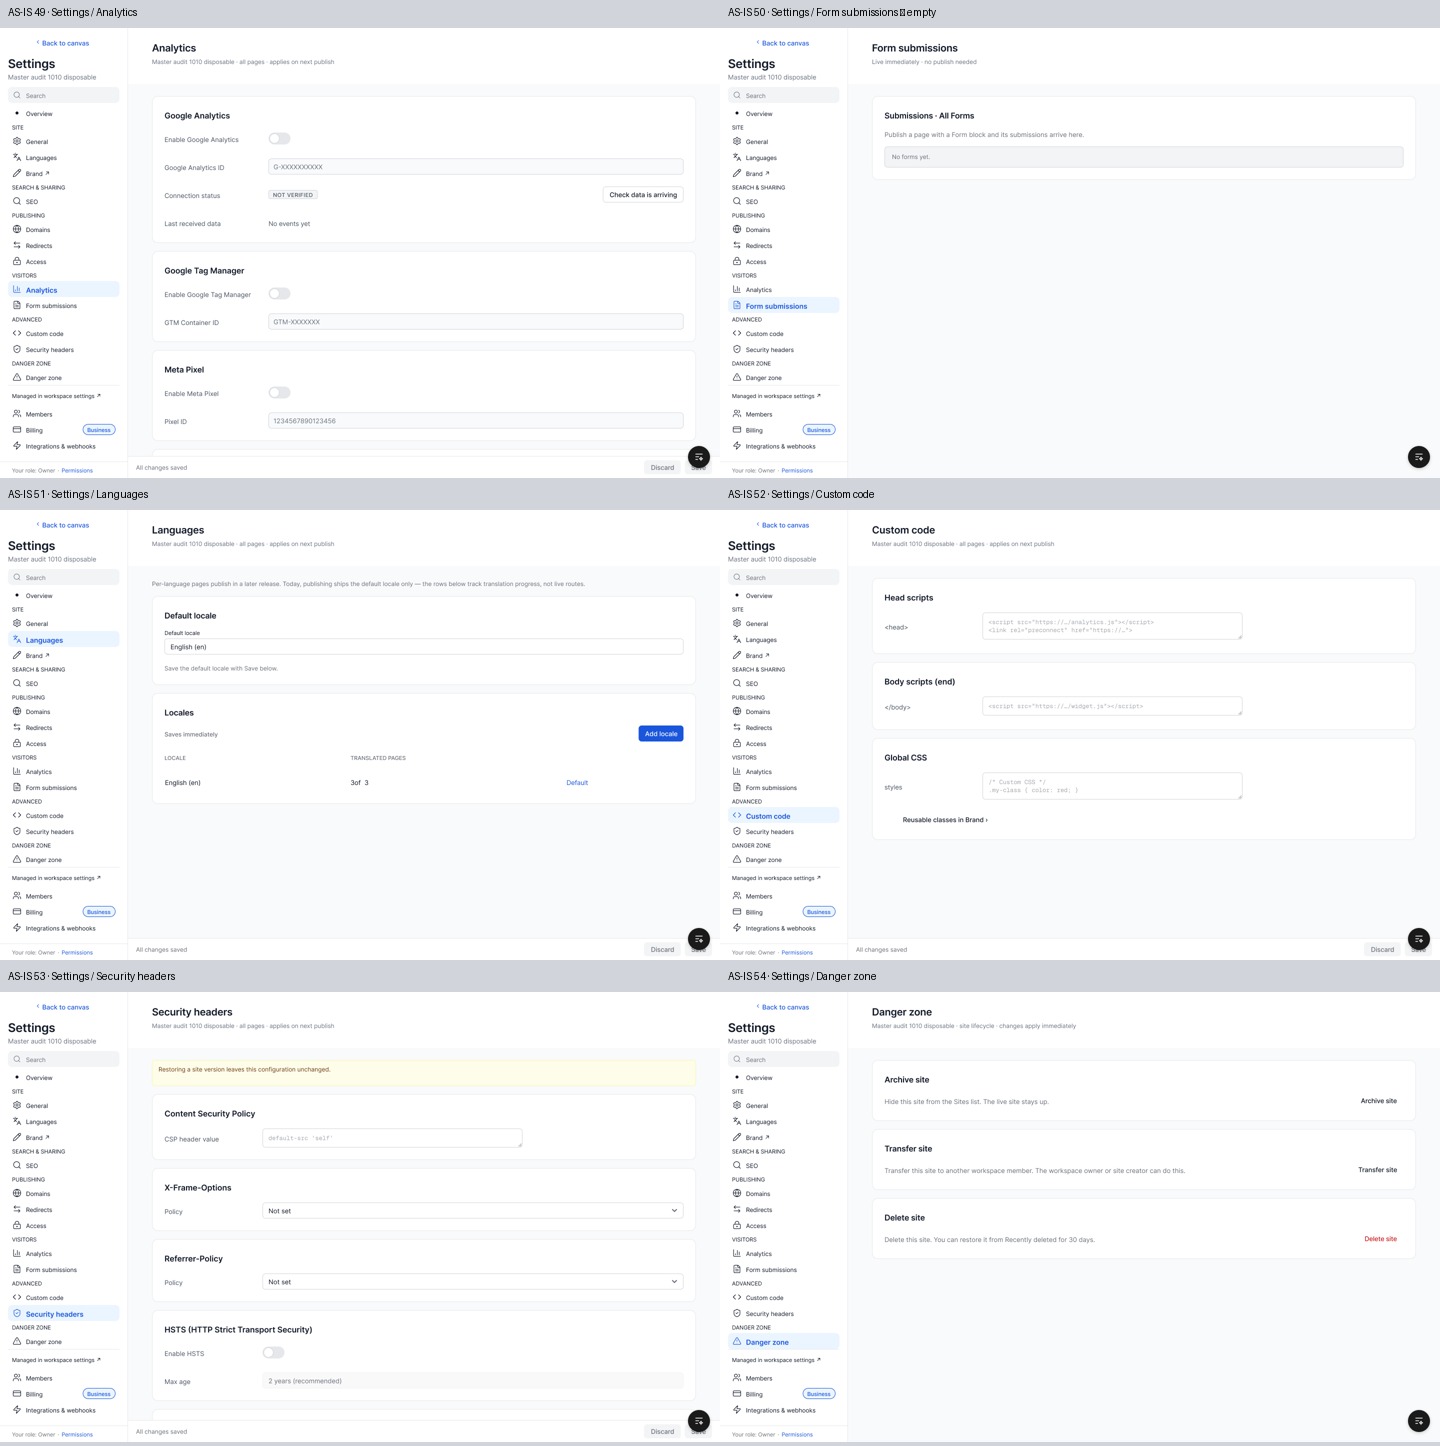 AS-IS 49 · Settings / Analytics
‹ Back to canvas
Settings
Master audit 1010 disposable
Search
Overview
SITE
General
Languages
Brand ↗
SEARCH & SHARING
SEO
PUBLISHING
Domains
Redirects
Access
VISITORS
Analytics
Form submissions
ADVANCED
Custom code
Security headers
DANGER ZONE
Danger zone
Managed in workspace settings ↗
Members
Billing Business
Integrations & webhooks
Your role: Owner · Permissions
Analytics
Master audit 1010 disposable · all pages · applies on next publish
Google Analytics
Enable Google Analytics
Google Analytics ID G-XXXXXXXXXX
Connection status NOT VERIFIED Check data is arriving
Last received data No events yet
Google Tag Manager
Enable Google Tag Manager
GTM Container ID GTM-XXXXXXX
Meta Pixel
Enable Meta Pixel
Pixel ID 1234567890123456
All changes saved Discard
AS-IS 50 · Settings / Form submissions empty
‹ Back to canvas
Settings
Master audit 1010 disposable
Search
Overview
SITE
General
Languages
Brand ↗
SEARCH & SHARING
SEO
PUBLISHING
Domains
Redirects
Access
VISITORS
Analytics
Form submissions
ADVANCED
Custom code
Security headers
DANGER ZONE
Danger zone
Managed in workspace settings ↗
Members
Billing Business
Integrations & webhooks
Your role: Owner · Permissions
Form submissions
Live immediately · no publish needed
Submissions · All Forms
Publish a page with a Form block and its submissions arrive here.
No forms yet.
AS-IS 51 · Settings / Languages
‹ Back to canvas
Settings
Master audit 1010 disposable
Search
Overview
SITE
General
Languages
Brand ↗
SEARCH & SHARING
SEO
PUBLISHING
Domains
Redirects
Access
VISITORS
Analytics
Form submissions
ADVANCED
Custom code
Security headers
DANGER ZONE
Danger zone
Managed in workspace settings ↗
Members
Billing Business
Integrations & webhooks
Your role: Owner · Permissions
Languages
Master audit 1010 disposable · all pages · applies on next publish
Per-language pages publish in a later release. Today, publishing ships the default locale only — the rows below track translation progress, not live routes.
Default locale
Default locale
English (en)
Save the default locale with Save below.
Locales
Saves immediately Add locale
LOCALE TRANSLATED PAGES
English (en) 3of 3 Default
All changes saved Discard
AS-IS 52 · Settings / Custom code
‹ Back to canvas
Settings
Master audit 1010 disposable
Search
Overview
SITE
General
Languages
Brand ↗
SEARCH & SHARING
SEO
PUBLISHING
Domains
Redirects
Access
VISITORS
Analytics
Form submissions
ADVANCED
Custom code
Security headers
DANGER ZONE
Danger zone
Managed in workspace settings ↗
Members
Billing Business
Integrations & webhooks
Your role: Owner · Permissions
Custom code
Master audit 1010 disposable · all pages · applies on next publish
Head scripts
<head>
<script src="https://…/analytics.js"></script>
<link rel="preconnect" href="https://…">
Body scripts (end)
</body> <script src="https://…/widget.js"></script>
Global CSS
styles
/* Custom CSS */
.my-class { color: red; }
Reusable classes in Brand ›
All changes saved Discard
AS-IS 53 · Settings / Security headers
‹ Back to canvas
Settings
Master audit 1010 disposable
Search
Overview
SITE
General
Languages
Brand ↗
SEARCH & SHARING
SEO
PUBLISHING
Domains
Redirects
Access
VISITORS
Analytics
Form submissions
ADVANCED
Custom code
Security headers
DANGER ZONE
Danger zone
Managed in workspace settings ↗
Members
Billing Business
Integrations & webhooks
Your role: Owner · Permissions
Security headers
Master audit 1010 disposable · all pages · applies on next publish
Restoring a site version leaves this configuration unchanged.
Content Security Policy
CSP header value default-src 'self'
X-Frame-Options
Policy Not set
Referrer-Policy
Policy Not set
HSTS (HTTP Strict Transport Security)
Enable HSTS
Max age 2 years (recommended)
All changes saved Discard
AS-IS 54 · Settings / Danger zone
‹ Back to canvas
Settings
Master audit 1010 disposable
Search
Overview
SITE
General
Languages
Brand ↗
SEARCH & SHARING
SEO
PUBLISHING
Domains
Redirects
Access
VISITORS
Analytics
Form submissions
ADVANCED
Custom code
Security headers
DANGER ZONE
Danger zone
Managed in workspace settings ↗
Members
Billing Business
Integrations & webhooks
Your role: Owner · Permissions
Danger zone
Master audit 1010 disposable · site lifecycle · changes apply immediately
Archive site
Hide this site from the Sites list. The live site stays up. Archive site
Transfer site
Transfer this site to another workspace member. The workspace owner or site creator can do this. Transfer site
Delete site
Delete this site. You can restore it from Recently deleted for 30 days. Delete site